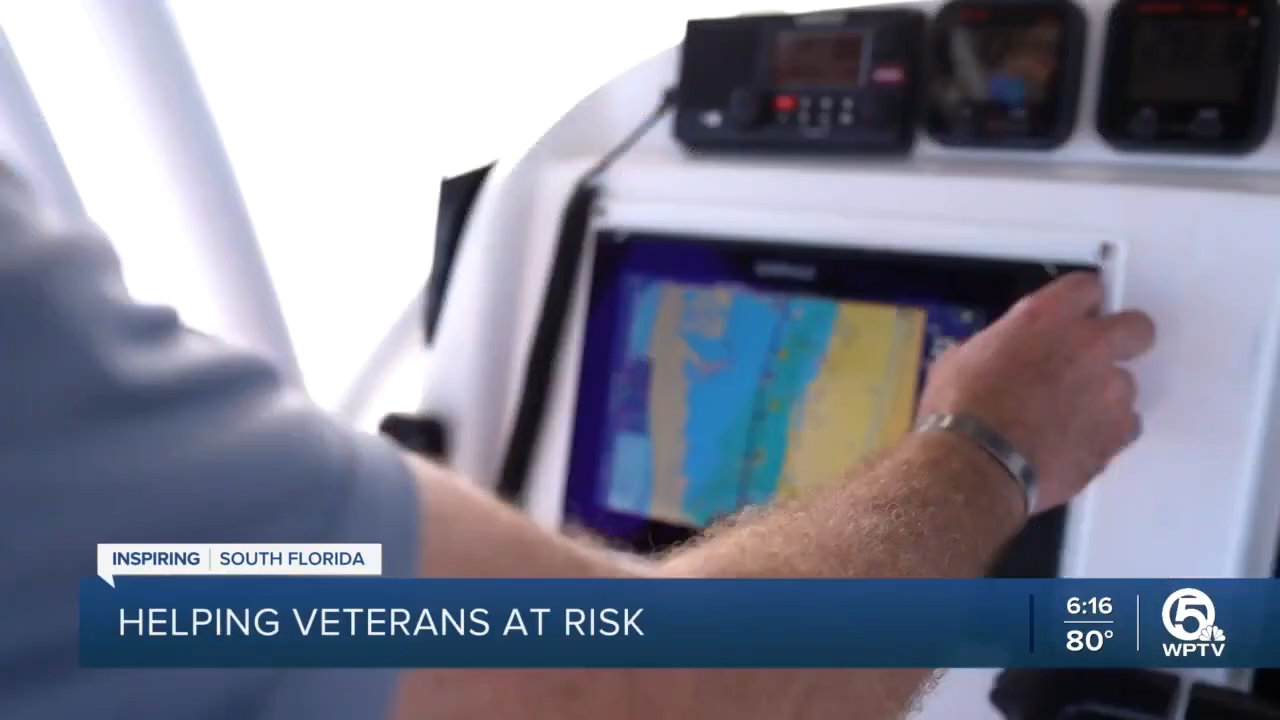 INSPIRING | SOUTH FLORIDA
HELPING VETERANS AT RISK
6:16
80°
5
WPTV